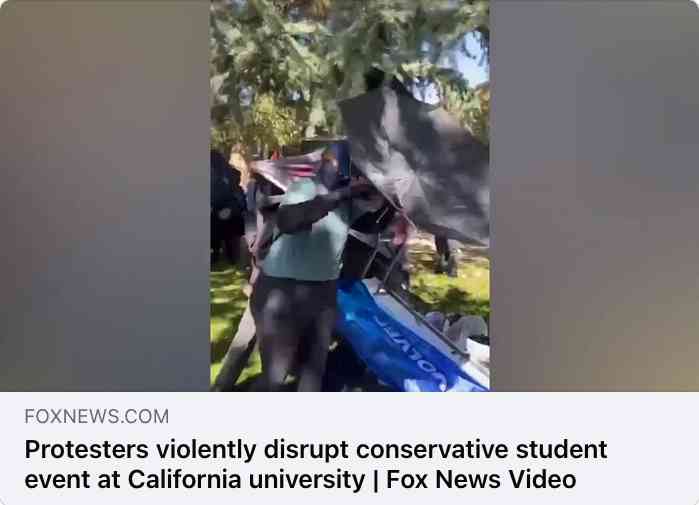 FOXNEWS.COM
Protesters violently disrupt conservative student
event at California university | Fox News Video